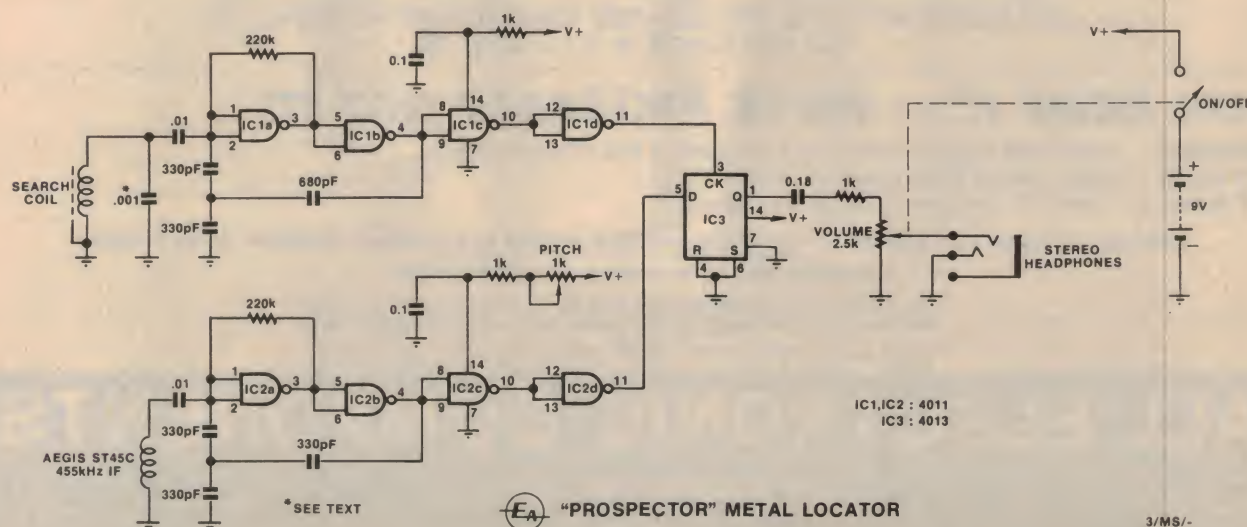 1k
V+
V+
220k
0.1
ON/OFF
.01
1
2
IC1a
3
5
6
IC1b
4
8
9
14
IC1c
7
10
12
13
IC1d
11
330pF
680pF
SEARCH
COIL
*
.001
330pF
3
CK
5
D
Q
1
0.18
1k
IC3
14
V+
7
R
S
4
6
VOLUME
2.5k
STEREO
HEADPHONES
+
9V
−
PITCH
1k
1k
V+
0.1
220k
.01
1
2
IC2a
3
5
6
IC2b
4
8
9
14
IC2c
7
10
12
13
IC2d
11
IC1,IC2 : 4011
IC3 : 4013
330pF
330pF
AEGIS ST45C
455kHz IF
330pF
*SEE TEXT
EA "PROSPECTOR" METAL LOCATOR
3/MS/-